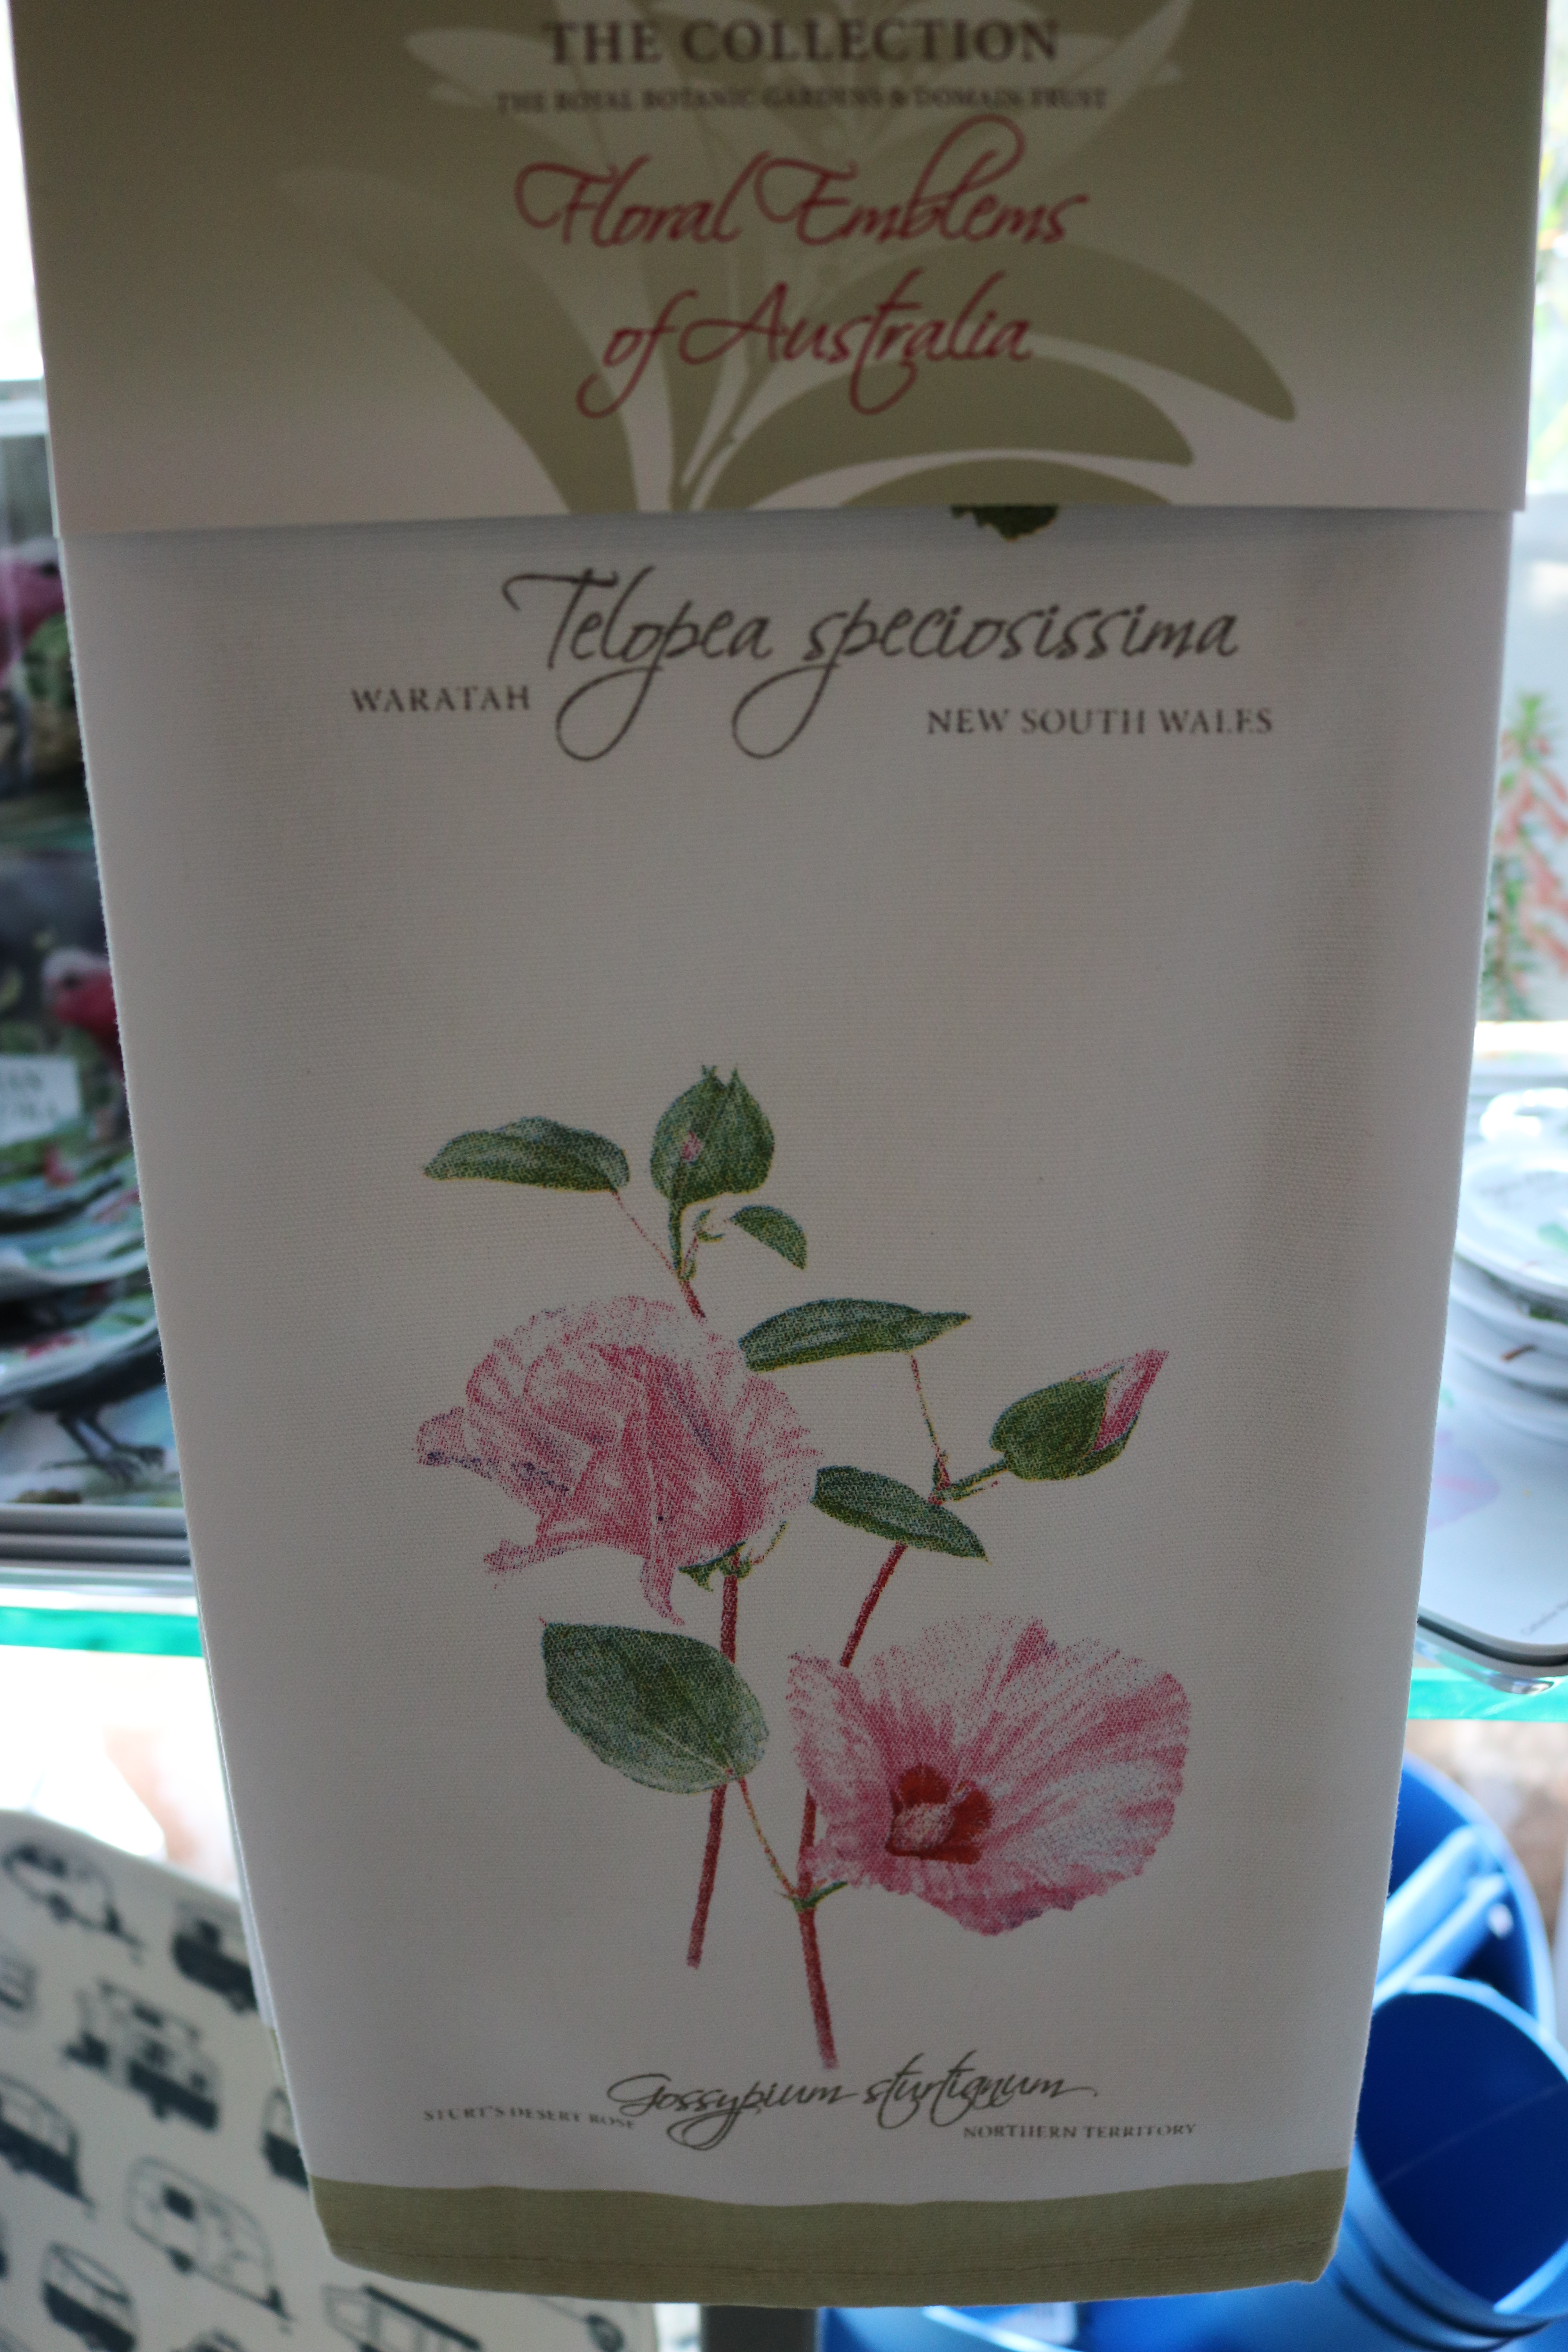 THE COLLECTION
THE ROYAL BOTANIC GARDENS & DOMAIN TRUST
Floral Emblems
of Australia
Telopea speciosissima
WARATAH
NEW SOUTH WALES
Gossypium sturtianum
STURT'S DESERT ROSE
NORTHERN TERRITORY